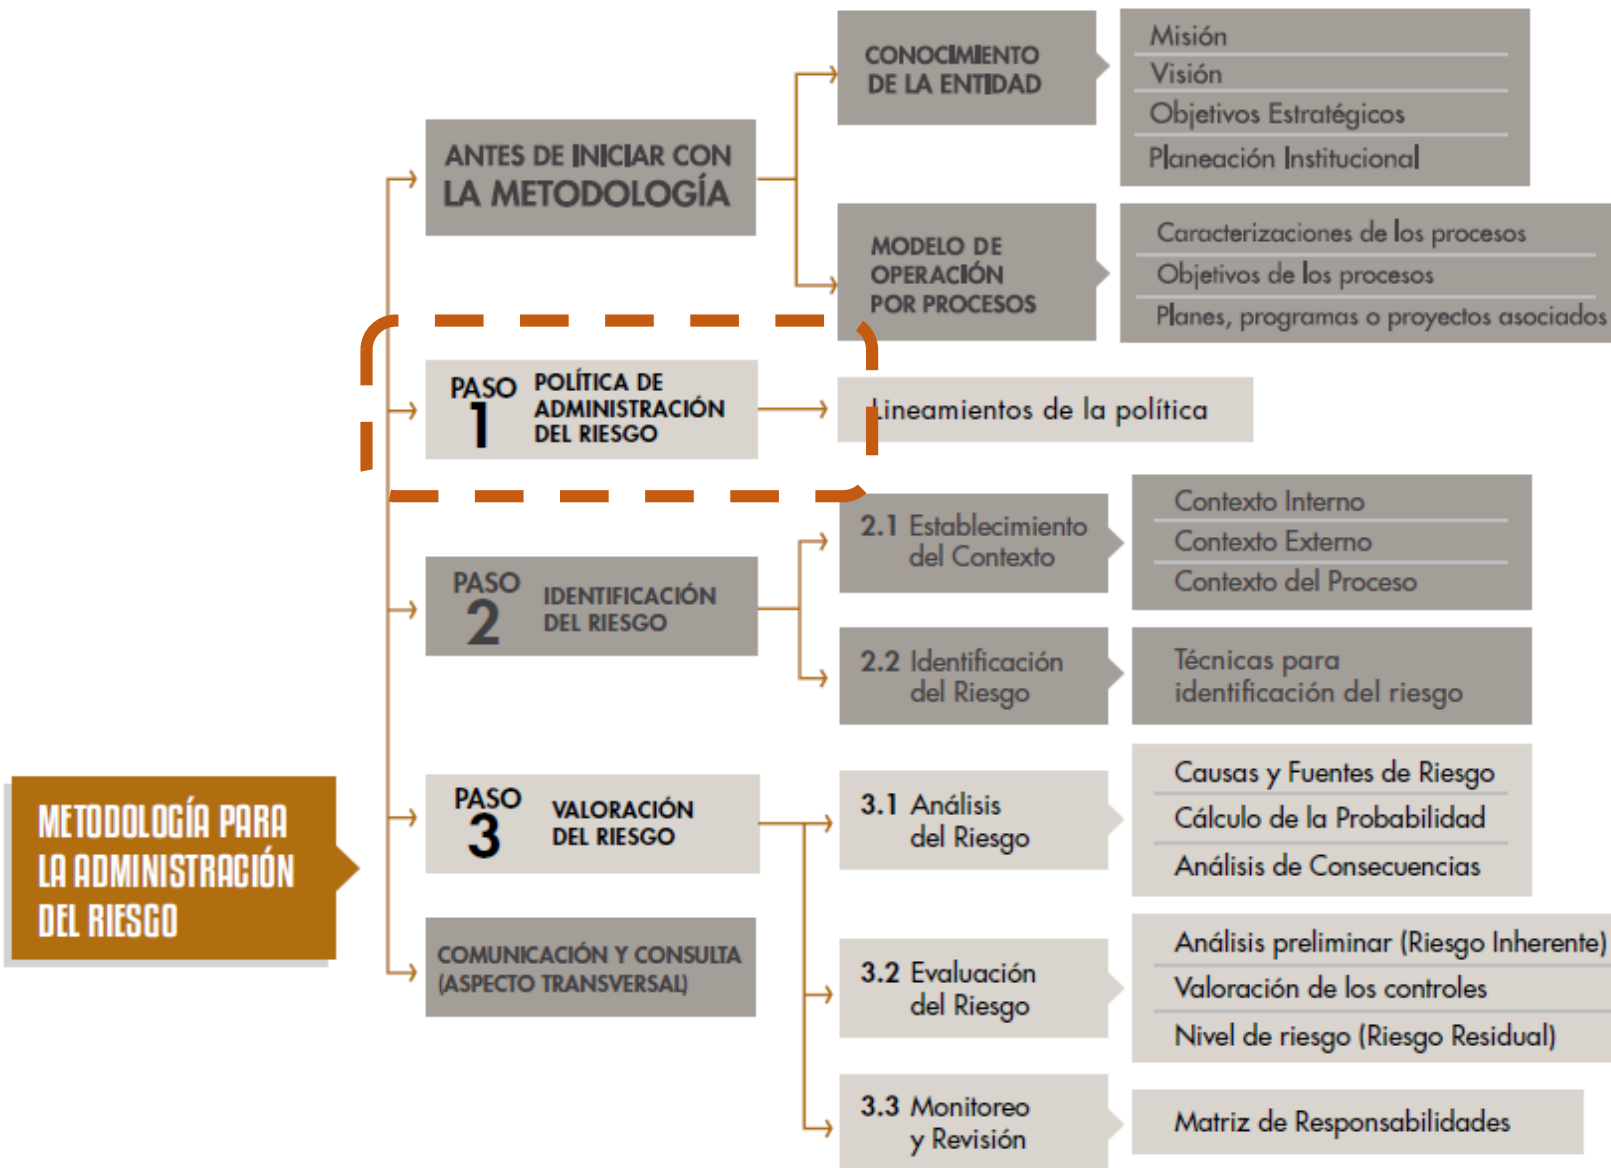 CONOCIMIENTO
DE LA ENTIDAD
Misión
Visión
Objetivos Estratégicos
Planeación Institucional
ANTES DE INICIAR CON
LA METODOLOGÍA
MODELO DE
OPERACIÓN
POR PROCESOS
Caracterizaciones de los procesos
Objetivos de los procesos
Planes, programas o proyectos asociados
PASO
1
POLÍTICA DE
ADMINISTRACIÓN
DEL RIESGO
Lineamientos de la política
PASO
2
IDENTIFICACIÓN
DEL RIESGO
2.1 Establecimiento
del Contexto
Contexto Interno
Contexto Externo
Contexto del Proceso
2.2 Identificación
del Riesgo
Técnicas para
identificación del riesgo
METODOLOGÍA PARA
LA ADMINISTRACIÓN
DEL RIESGO
PASO
3
VALORACIÓN
DEL RIESGO
3.1 Análisis
del Riesgo
Causas y Fuentes de Riesgo
Cálculo de la Probabilidad
Análisis de Consecuencias
COMUNICACIÓN Y CONSULTA
(ASPECTO TRANSVERSAL)
3.2 Evaluación
del Riesgo
Análisis preliminar (Riesgo Inherente)
Valoración de los controles
Nivel de riesgo (Riesgo Residual)
3.3 Monitoreo
y Revisión
Matriz de Responsabilidades